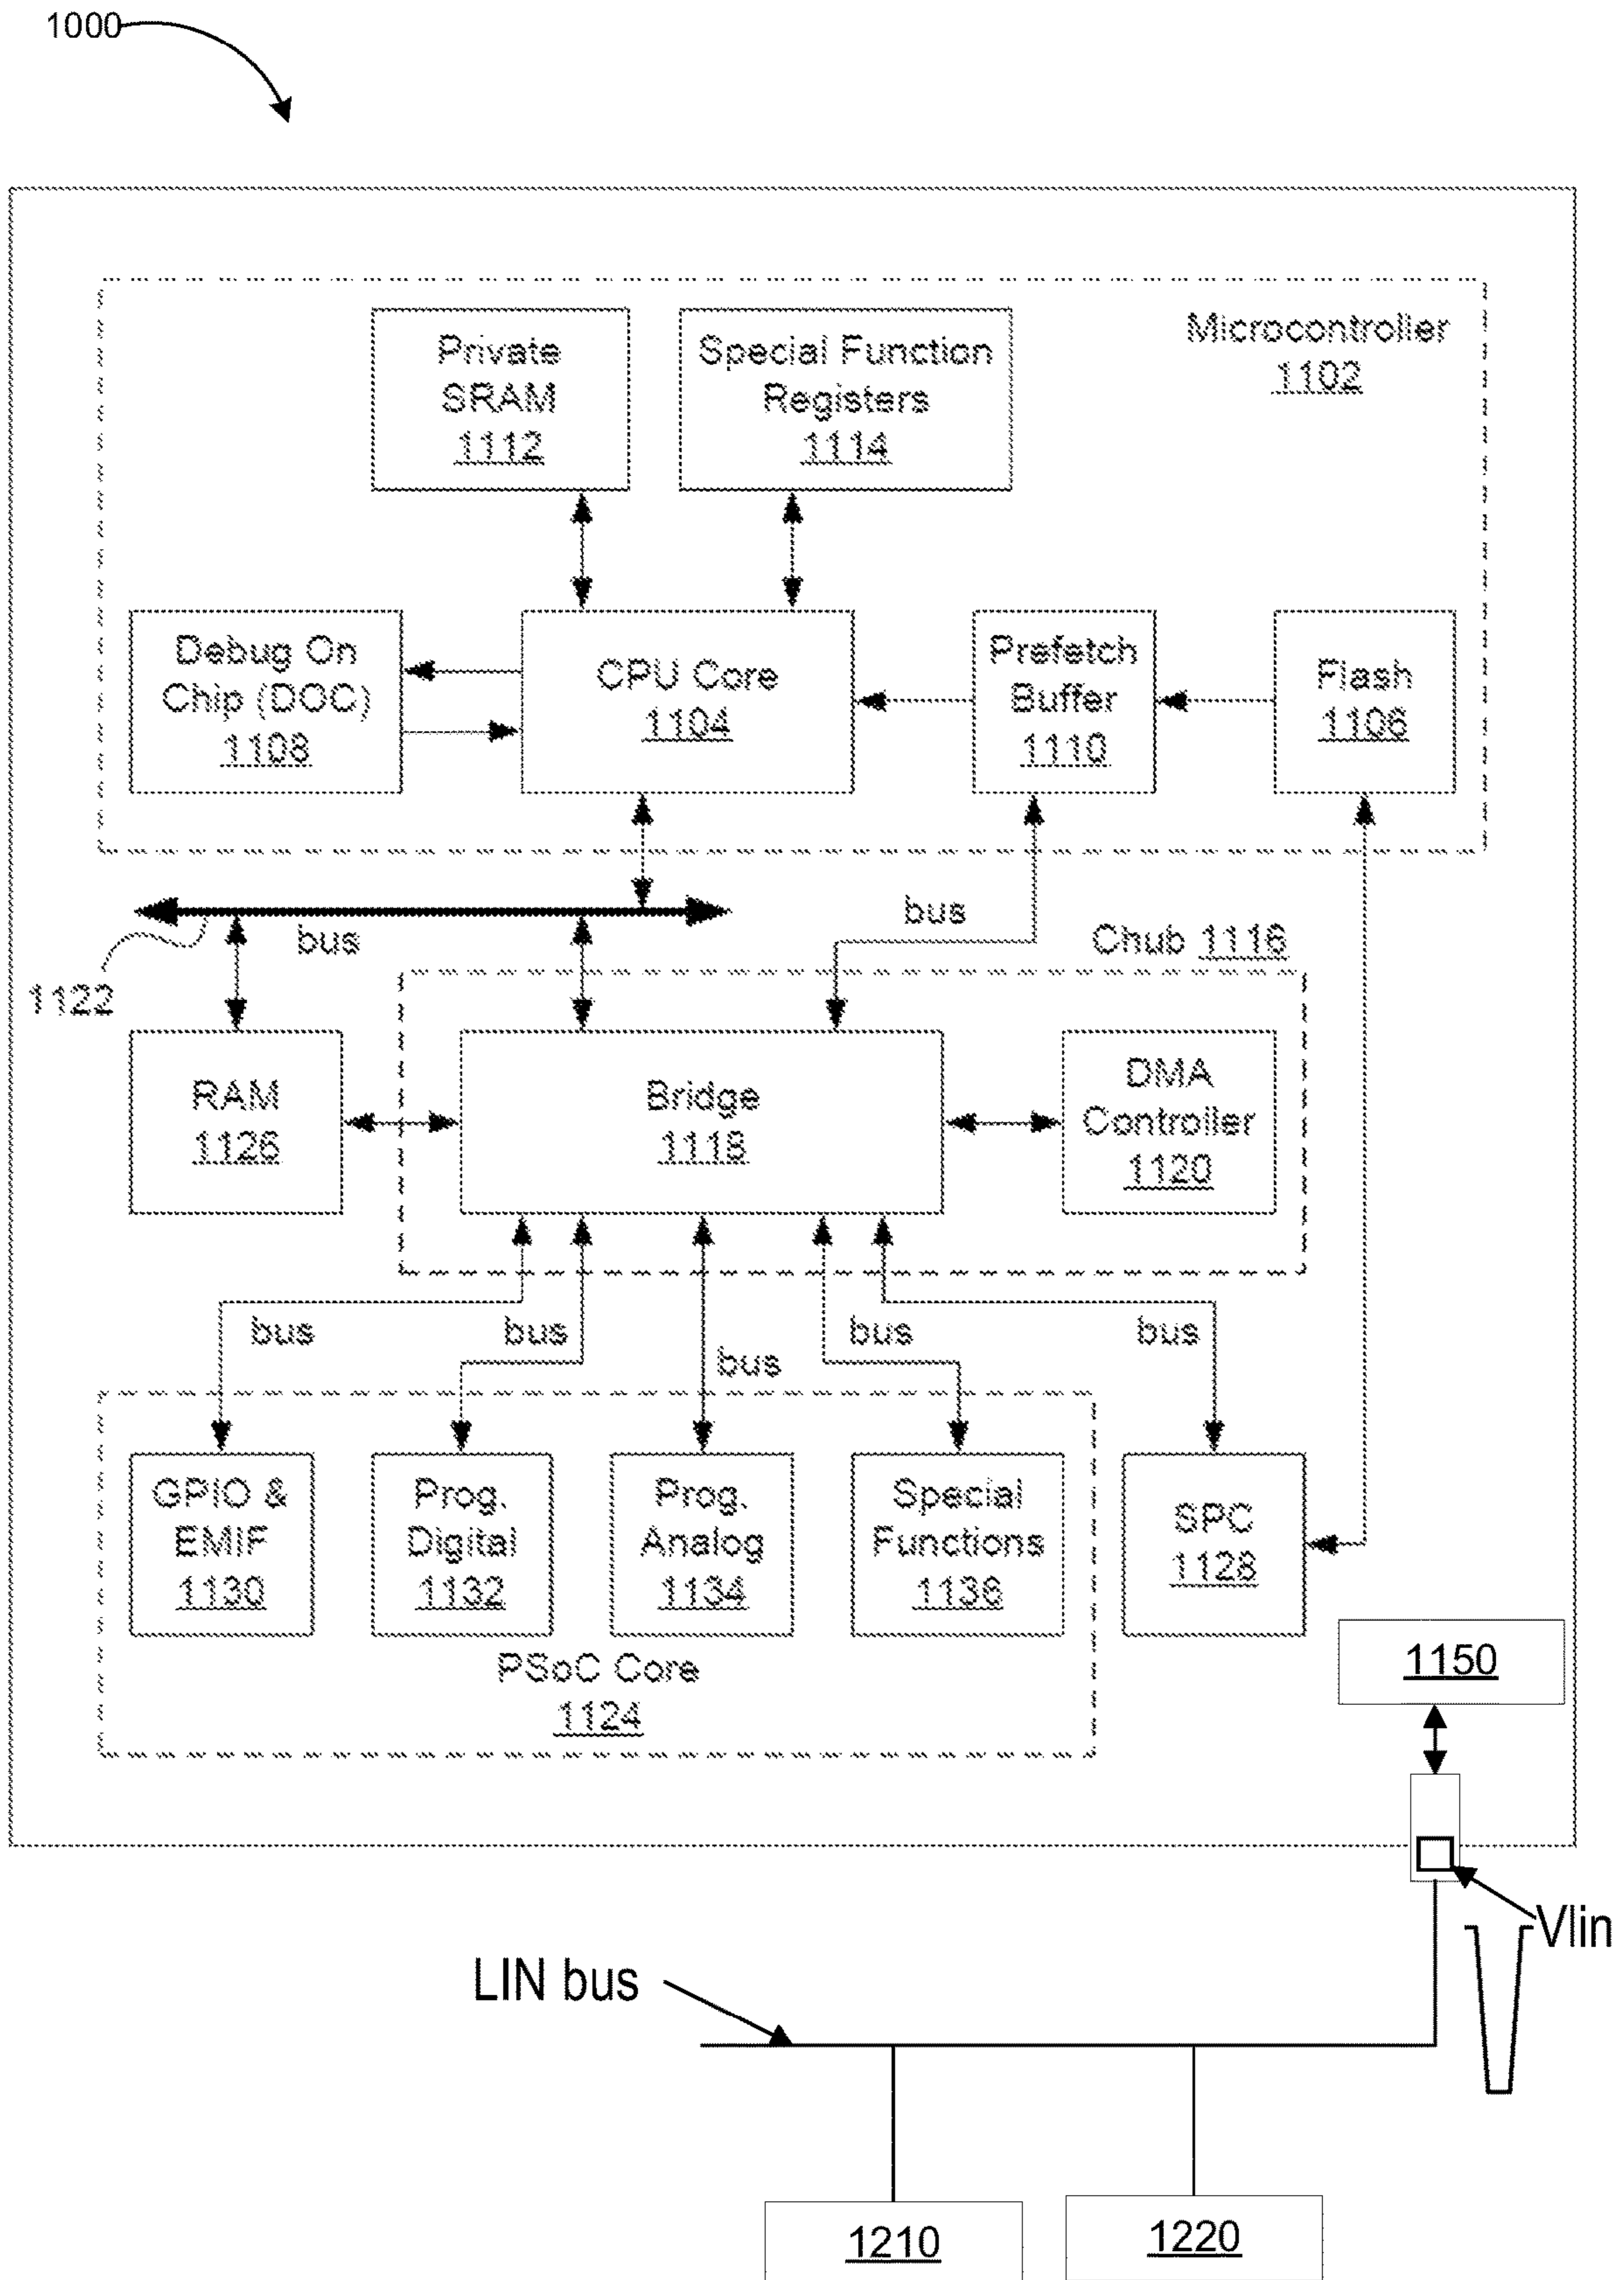 1000
Microcontroller
1102
Private
SRAM
1112
Special Function
Registers
1114
Debug On
Chip (DOC)
1108
CPU Core
1104
Prefetch
Buffer
1110
Flash
1106
bus
1122
bus
Chub 1116
RAM
1126
Bridge
1118
DMA
Controller
1120
bus
bus
bus
bus
bus
GPIO &
EMIF
1130
Prog.
Digital
1132
Prog.
Analog
1134
Special
Functions
1136
SPC
1128
PSoC Core
1124
1150
Vlin
LIN bus
1210
1220